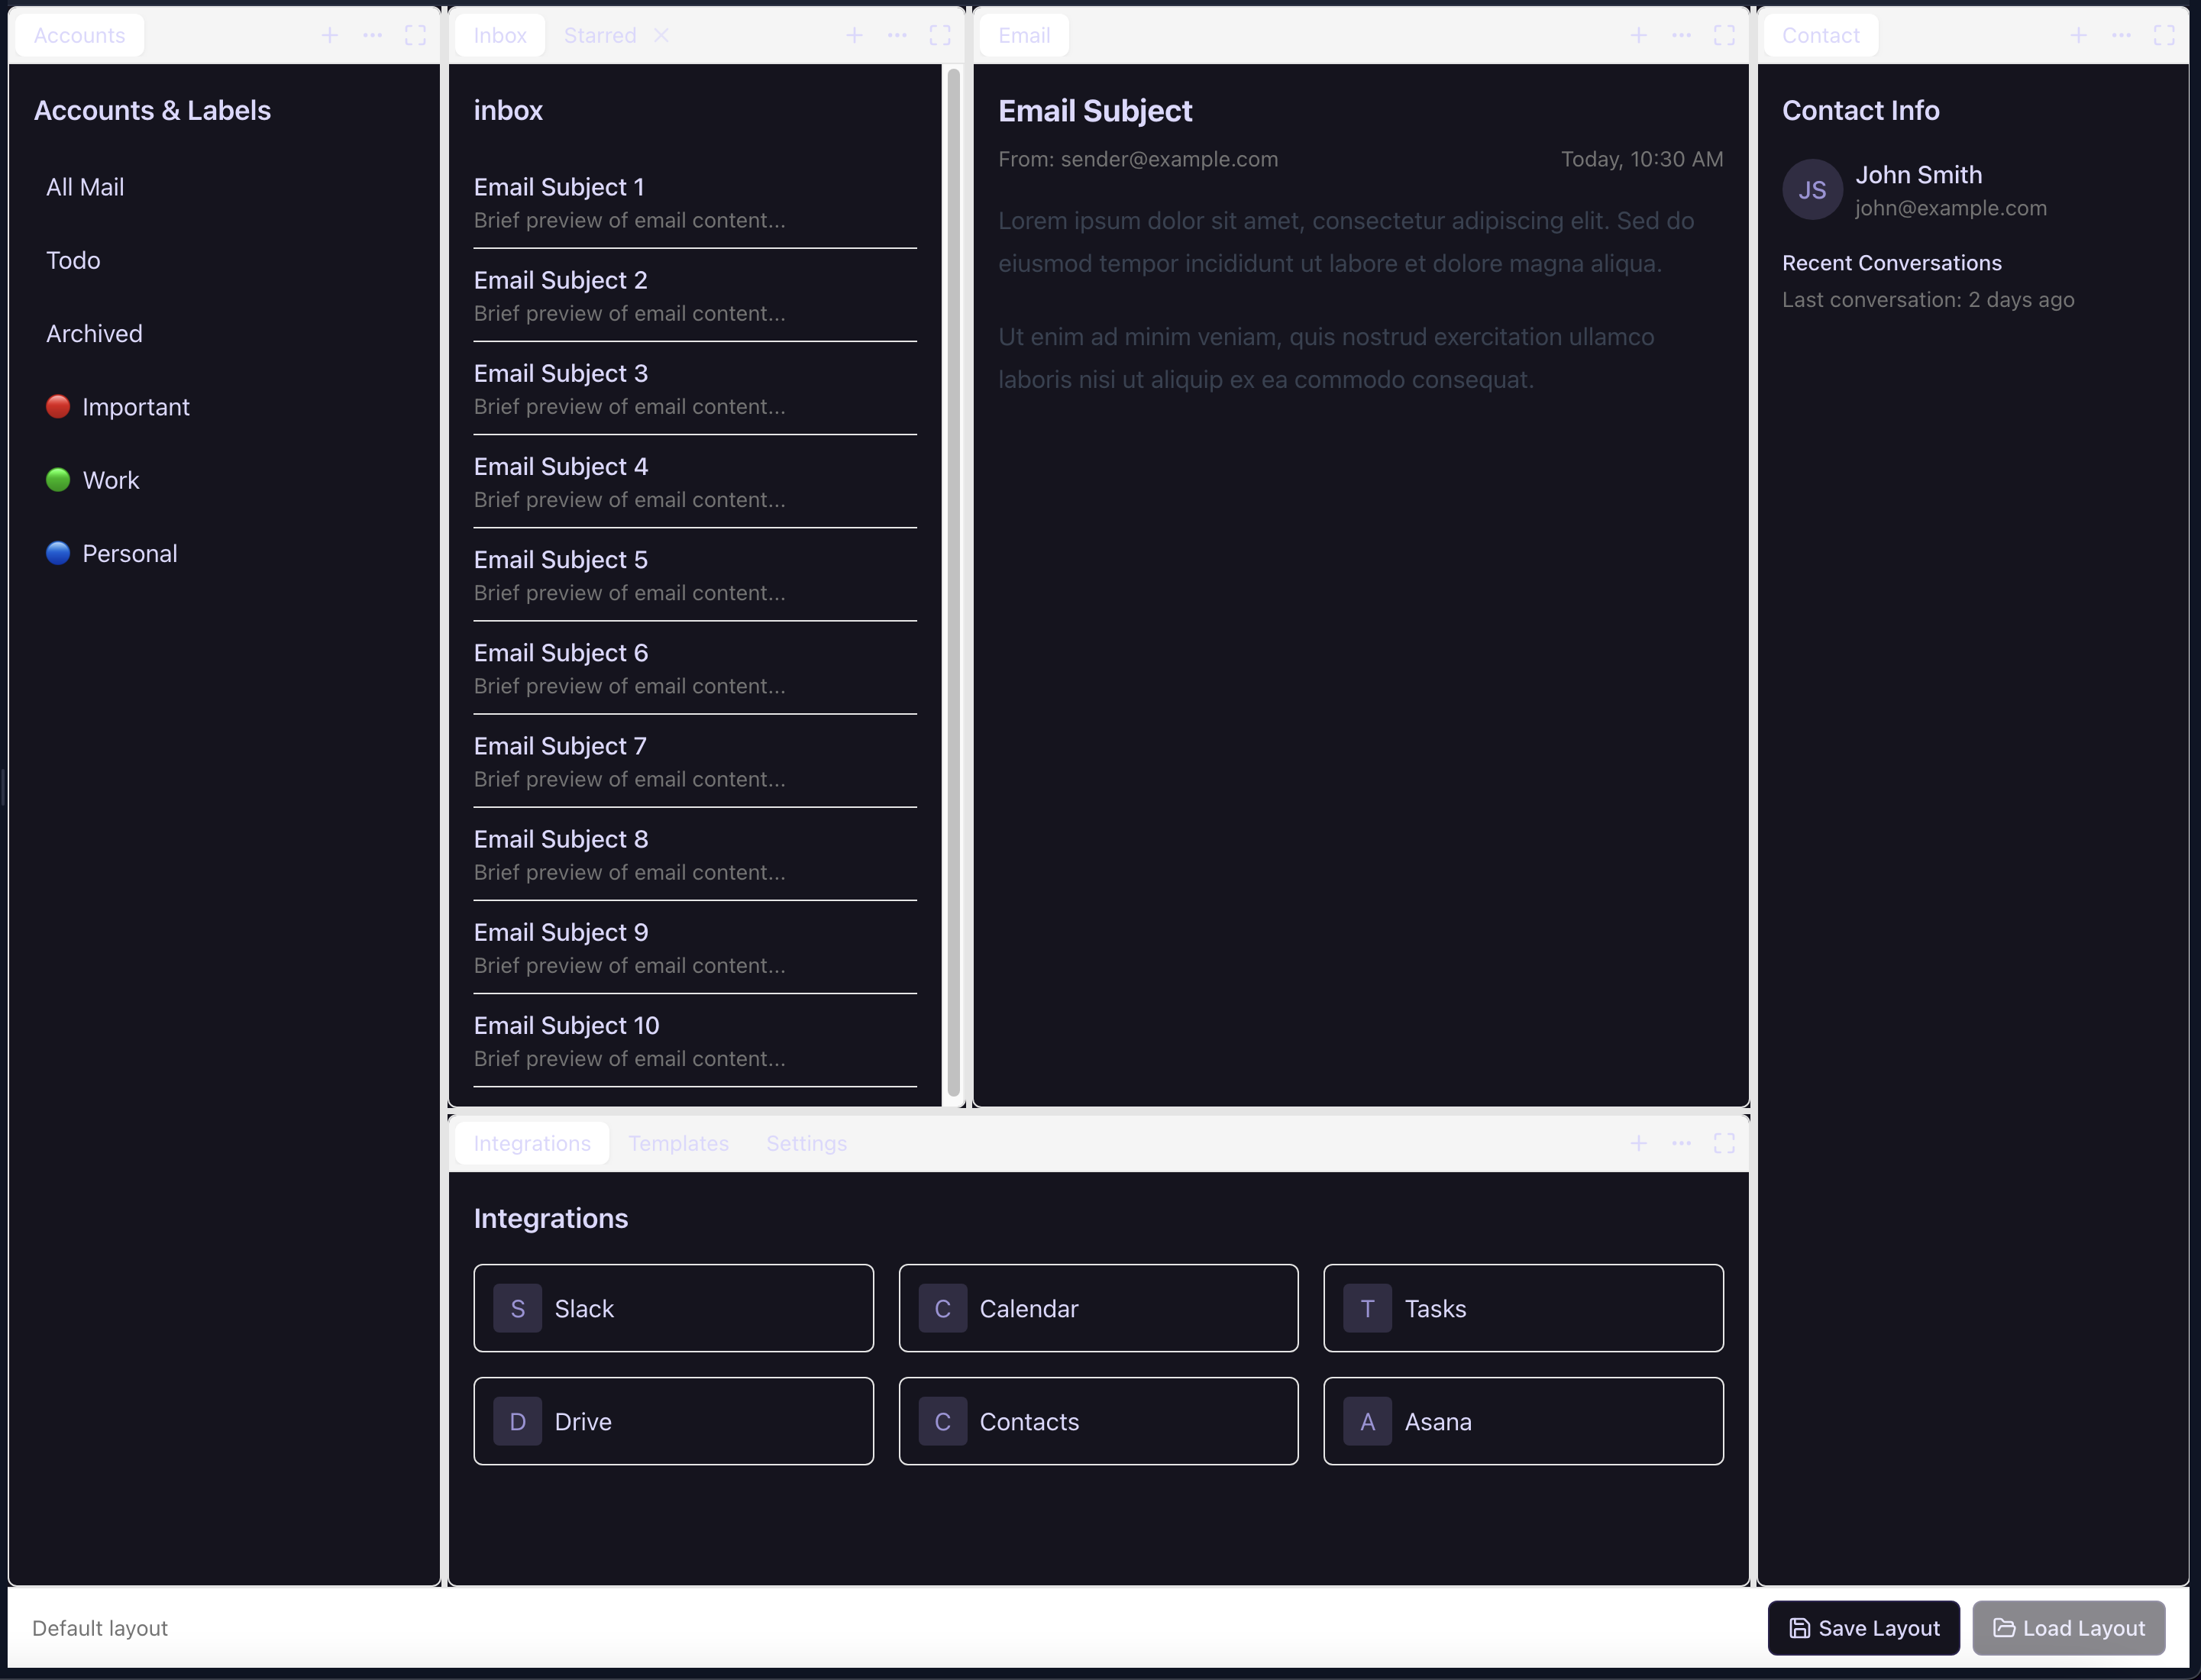 Accounts
Accounts & Labels
All Mail
Todo
Archived
Important
Work
Personal
Inbox Starred
inbox
Email Subject 1
Brief preview of email content...
Email Subject 2
Brief preview of email content...
Email Subject 3
Brief preview of email content...
Email Subject 4
Brief preview of email content...
Email Subject 5
Brief preview of email content...
Email Subject 6
Brief preview of email content...
Email Subject 7
Brief preview of email content...
Email Subject 8
Brief preview of email content...
Email Subject 9
Brief preview of email content...
Email Subject 10
Brief preview of email content...
Email
Email Subject
From: sender@example.com Today, 10:30 AM
Lorem ipsum dolor sit amet, consectetur adipiscing elit. Sed do
eiusmod tempor incididunt ut labore et dolore magna aliqua.
Ut enim ad minim veniam, quis nostrud exercitation ullamco
laboris nisi ut aliquip ex ea commodo consequat.
Contact
Contact Info
JS
John Smith
john@example.com
Recent Conversations
Last conversation: 2 days ago
Integrations Templates Settings
Integrations
S Slack
C Calendar
T Tasks
D Drive
C Contacts
A Asana
Default layout
Save Layout
Load Layout